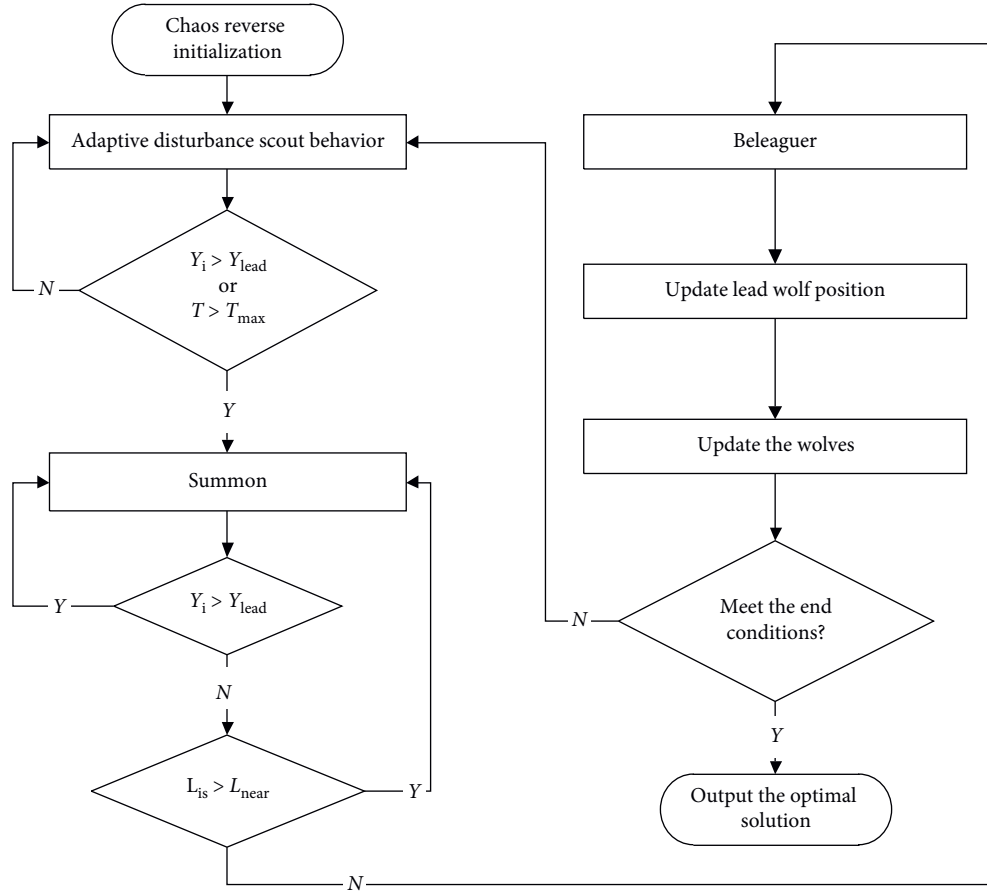 Chaos reverse
initialization
Adaptive disturbance scout behavior
Y_i > Y_lead
or
T > T_max
N
Y
Summon
Y_i > Y_lead
Y
N
L_is > L_near
Y
N
Beleaguer
Update lead wolf position
Update the wolves
Meet the end
conditions?
N
Y
Output the optimal
solution